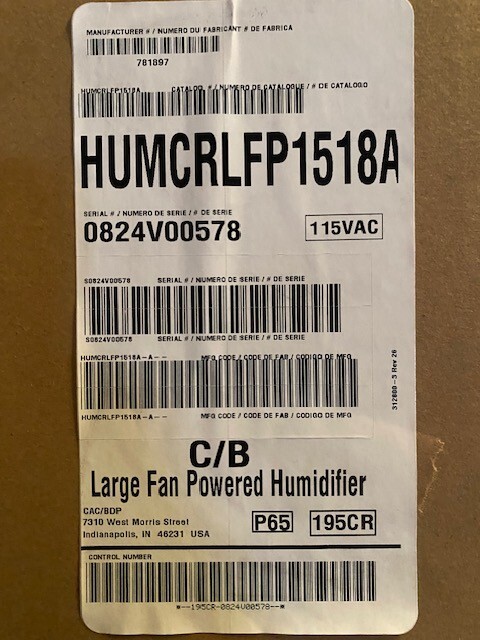 MANUFACTURER # / NUMERO DU FABRICANT # DE FABRICA
781897
HUMCRLFP1518A CATALOG # / NUMERO DE CATALOGUE / # DE CATALOGO
HUMCRLFP1518A
SERIAL # / NUMERO DE SERIE / # DE SERIE
0824V00578 115VAC
S0824V00578 SERIAL # / NUMERO DE SERIE / # DE SERIE
S0824V00578 SERIAL # / NUMERO DE SERIE / # DE SERIE
HUMCRLFP1518A-A-- MFG CODE / CODE DE FAB / CODIGO DE MFG
HUMCRLFP1518A-A-- MFG CODE / CODE DE FAB / CODIGO DE MFG
312808-3 Rev 20
C/B
Large Fan Powered Humidifier
CAC/BDP
7310 West Morris Street
Indianapolis, IN 46231 USA
P65 195CR
CONTROL NUMBER
*--195CR-0824V00578--*